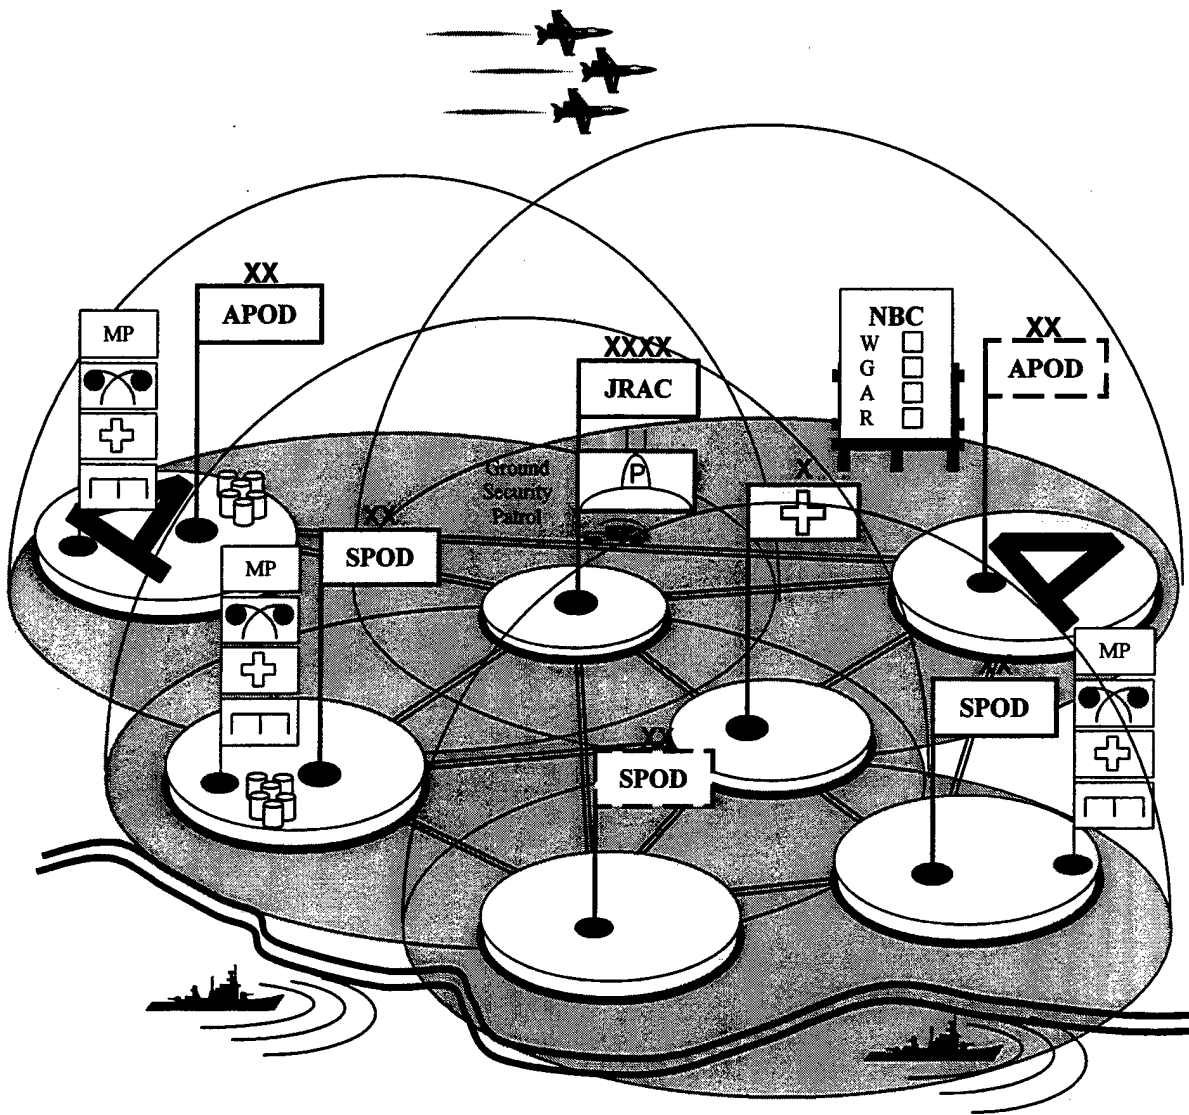 XX
APOD
MP
XXXX
JRAC
NBC
W
G
A
R
XX
APOD
Ground
Security
Patrol
P
X
XX
SPOD
MP
XX
SPOD
MP
XX
SPOD